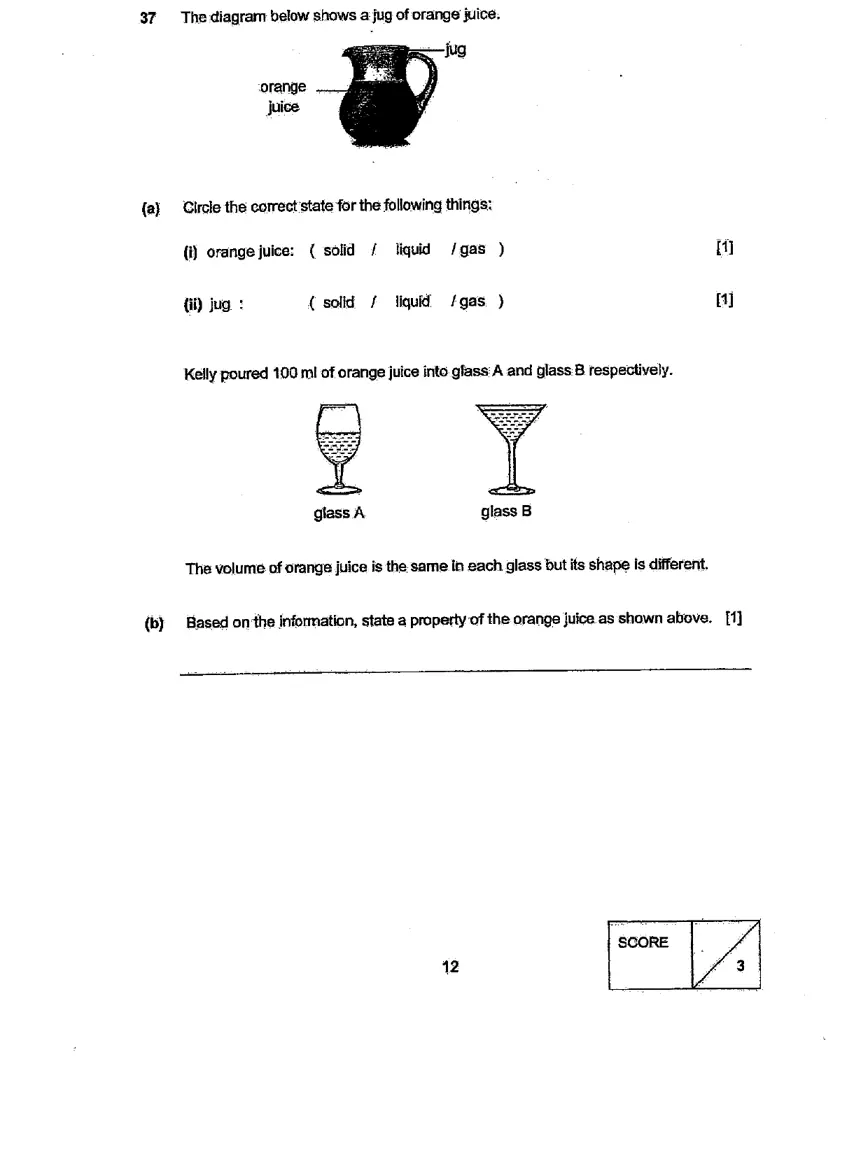 37 The diagram below shows a jug of orange juice.
jug
orange
juice
(a) Circle the correct state for the following things:
(i) orange juice: ( solid / liquid / gas ) [1]
(ii) jug : ( solid / liquid / gas ) [1]
Kelly poured 100 ml of orange juice into glass A and glass B respectively.
glass A glass B
The volume of orange juice is the same in each glass but its shape is different.
(b) Based on the information, state a property of the orange juice as shown above. [1]
SCORE
12
3